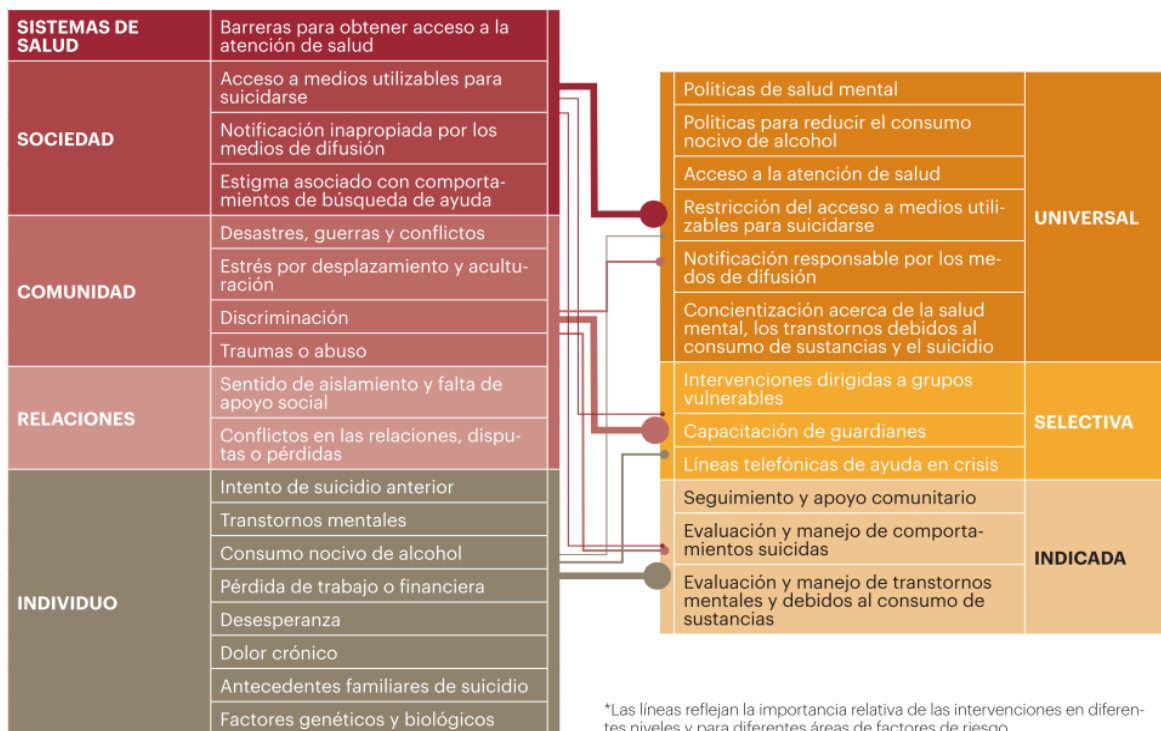 SISTEMAS DE
SALUD
Barreras para obtener acceso a la
atención de salud
SOCIEDAD
Acceso a medios utilizables para
suicidarse
Notificación inapropiada por los
medios de difusión
Estigma asociado con comporta-
mientos de búsqueda de ayuda
COMUNIDAD
Desastres, guerras y conflictos
Estrés por desplazamiento y acultu-
ración
Discriminación
Traumas o abuso
RELACIONES
Sentido de aislamiento y falta de
apoyo social
Conflictos en las relaciones, dispu-
tas o pérdidas
INDIVIDUO
Intento de suicidio anterior
Transtornos mentales
Consumo nocivo de alcohol
Pérdida de trabajo o financiera
Desesperanza
Dolor crónico
Antecedentes familiares de suicidio
Factores genéticos y biológicos
Politicas de salud mental
Politicas para reducir el consumo
nocivo de alcohol
Acceso a la atención de salud
Restricción del acceso a medios utili-
zables para suicidarse
Notificación responsable por los me-
dos de difusión
Concientización acerca de la salud
mental, los transtornos debidos al
consumo de sustancias y el suicidio
UNIVERSAL
Intervenciones dirigidas a grupos
vulnerables
Capacitación de guardianes
Líneas telefónicas de ayuda en crisis
SELECTIVA
Seguimiento y apoyo comunitario
Evaluación y manejo de comporta-
mientos suicidas
Evaluación y manejo de transtornos
mentales y debidos al consumo de
sustancias
INDICADA
*Las líneas reflejan la importancia relativa de las intervenciones en diferen-
tes niveles y para diferentes áreas de factores de riesgo